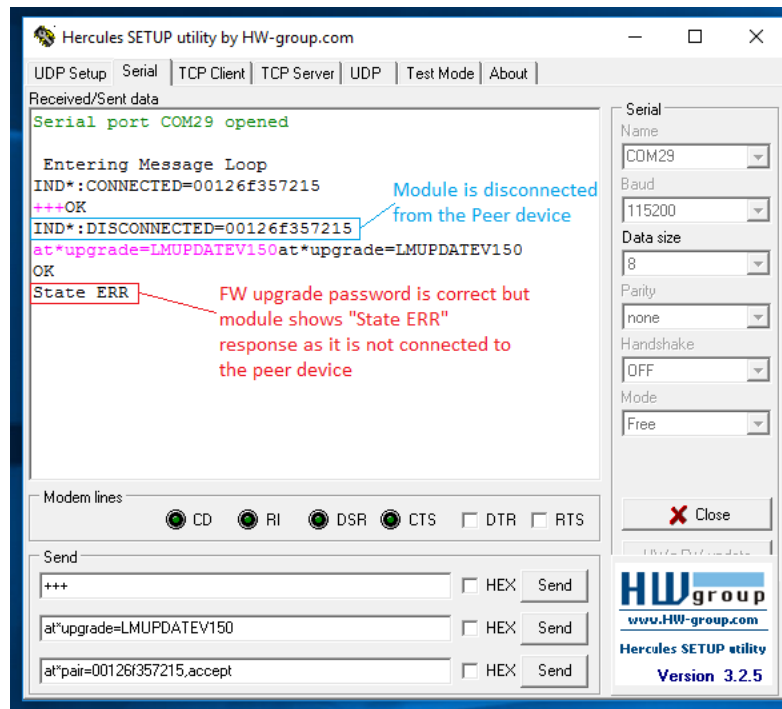 Hercules SETUP utility by HW-group.com
UDP Setup Serial TCP Client TCP Server UDP Test Mode About
Received/Sent data
Serial port COM29 opened
Entering Message Loop
IND*:CONNECTED=00126f357215
+++OK
IND*:DISCONNECTED=00126f357215
at*upgrade=LMUPDATEV150at*upgrade=LMUPDATEV150
OK
State ERR
Module is disconnected
from the Peer device
FW upgrade password is correct but
module shows "State ERR"
response as it is not connected to
the peer device
Serial
Name
COM29
Baud
115200
Data size
8
Parity
none
Handshake
OFF
Mode
Free
Modem lines
CD RI DSR CTS DTR RTS
Close
Send
+++ HEX Send
at*upgrade=LMUPDATEV150 HEX Send
at*pair=00126f357215,accept HEX Send
HWgroup
www.HW-group.com
Hercules SETUP utility
Version 3.2.5